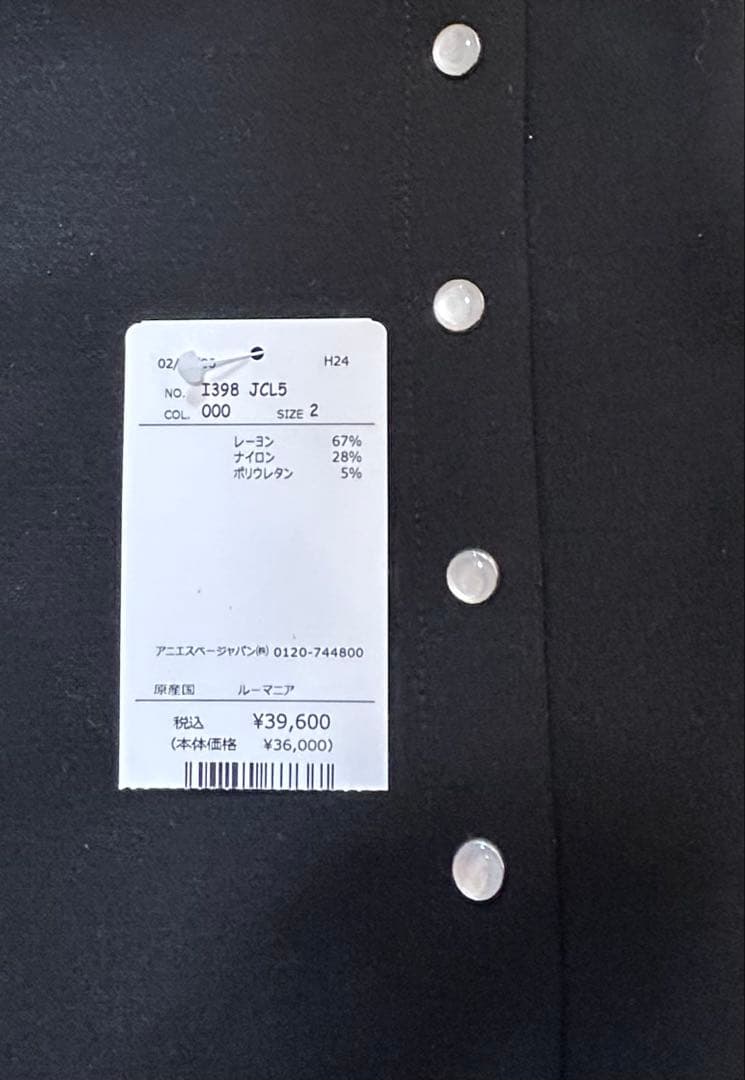 02/ H24
NO. I398 JCL5
COL. 000 SIZE 2
レーヨン 67%
ナイロン 28%
ポリウレタン 5%
アニエスベージャパン㈱ 0120-744800
原産国 ルーマニア
税込 ¥39,600
(本体価格 ¥36,000)